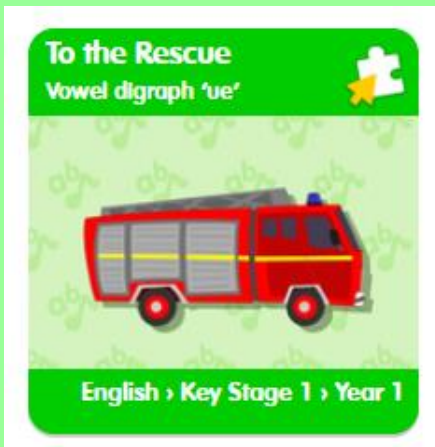 To the Rescue
Vowel digraph ‘ue’
English › Key Stage 1 › Year 1